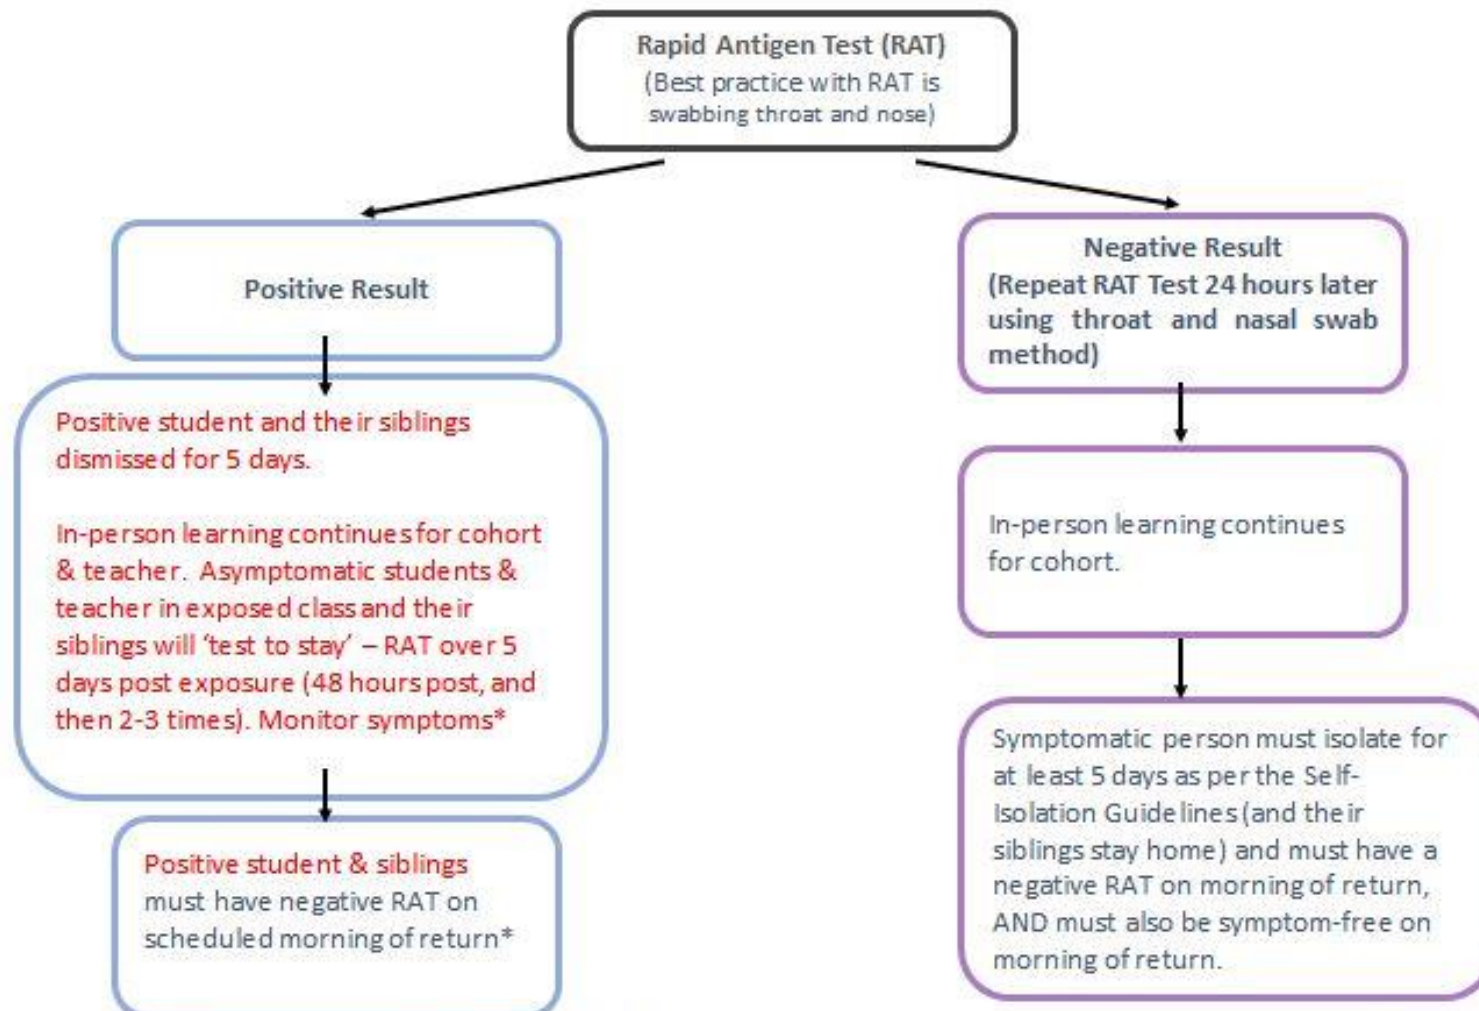 Rapid Antigen Test (RAT)
(Best practice with RAT is
swabbing throat and nose)
Positive Result
Positive student and their siblings
dismissed for 5 days.
In-person learning continues for cohort
& teacher. Asymptomatic students &
teacher in exposed class and their
siblings will ‘test to stay’ – RAT over 5
days post exposure (48 hours post, and
then 2-3 times). Monitor symptoms*
Positive student & siblings
must have negative RAT on
scheduled morning of return*
Negative Result
(Repeat RAT Test 24 hours later
using throat and nasal swab
method)
In-person learning continues
for cohort.
Symptomatic person must isolate for
at least 5 days as per the Self-
Isolation Guidelines (and their
siblings stay home) and must have a
negative RAT on morning of return,
AND must also be symptom-free on
morning of return.